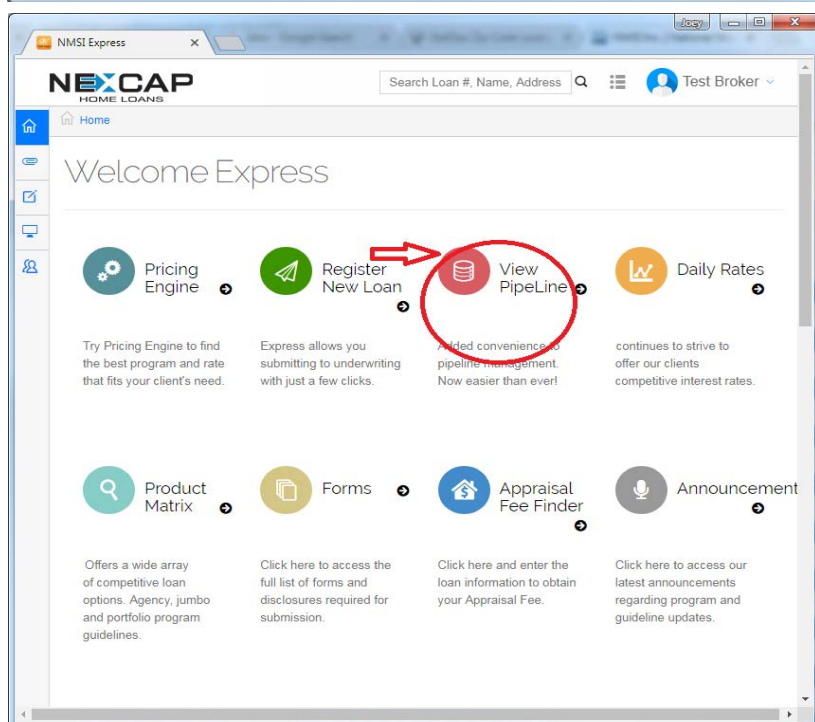 Jogy
NMSI Express
NEXCAP
HOME LOANS
Search Loan #, Name, Address
Test Broker
Home
Welcome Express
Pricing
Engine
Register
New Loan
View
PipeLine
Daily Rates
Try Pricing Engine to find
the best program and rate
that fits your client's need.
Express allows you
submitting to underwriting
with just a few clicks.
Added convenience to
pipeline management.
Now easier than ever!
continues to strive to
offer our clients
competitive interest rates.
Product
Matrix
Forms
Appraisal
Fee Finder
Announcement
Offers a wide array
of competitive loan
options. Agency, jumbo
and portfolio program
guidelines.
Click here to access the
full list of forms and
disclosures required for
submission.
Click here and enter the
loan information to obtain
your Appraisal Fee.
Click here to access our
latest announcements
regarding program and
guideline updates.